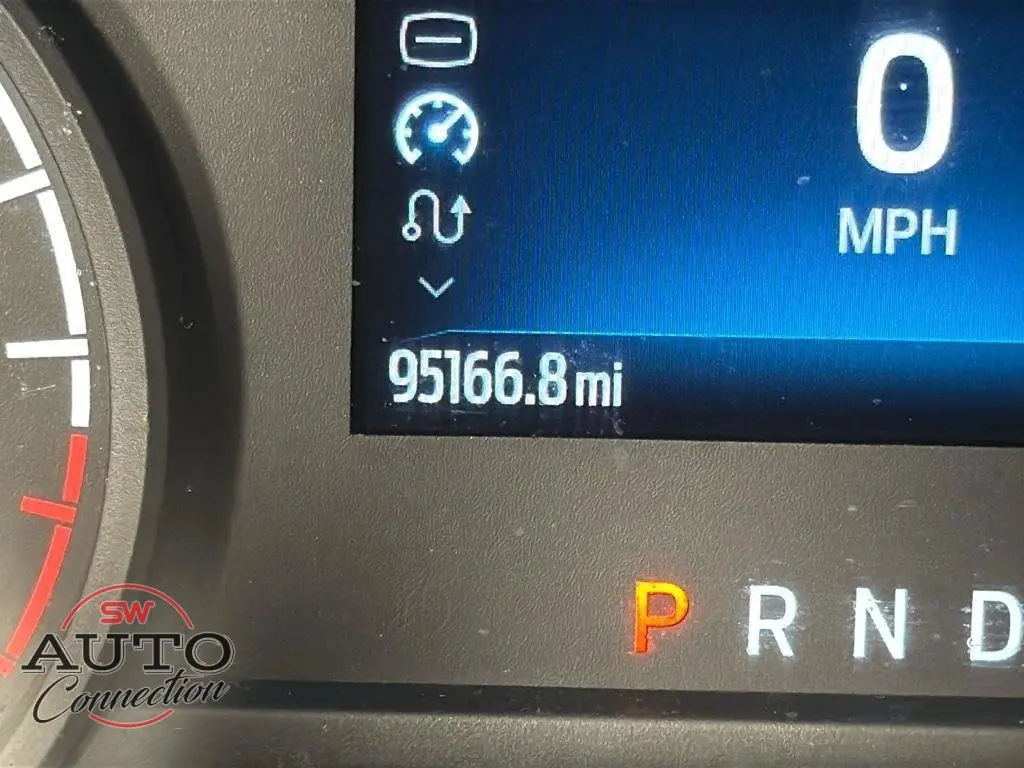 0
MPH
95166.8 mi
P R N D
SW
AUTO
Connection